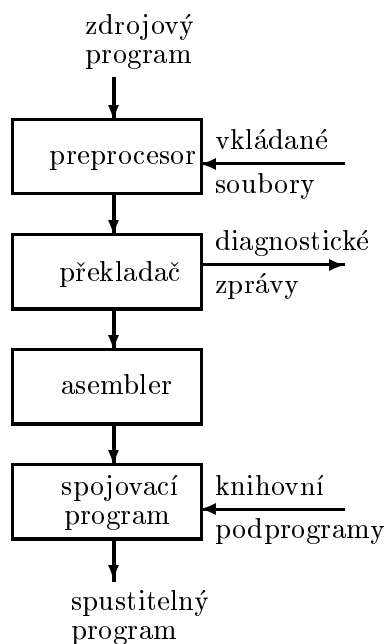 zdrojový
program
preprocesor
vkládané
soubory
překladač
diagnostické
zprávy
asembler
spojovací
program
knihovní
podprogramy
spustitelný
program